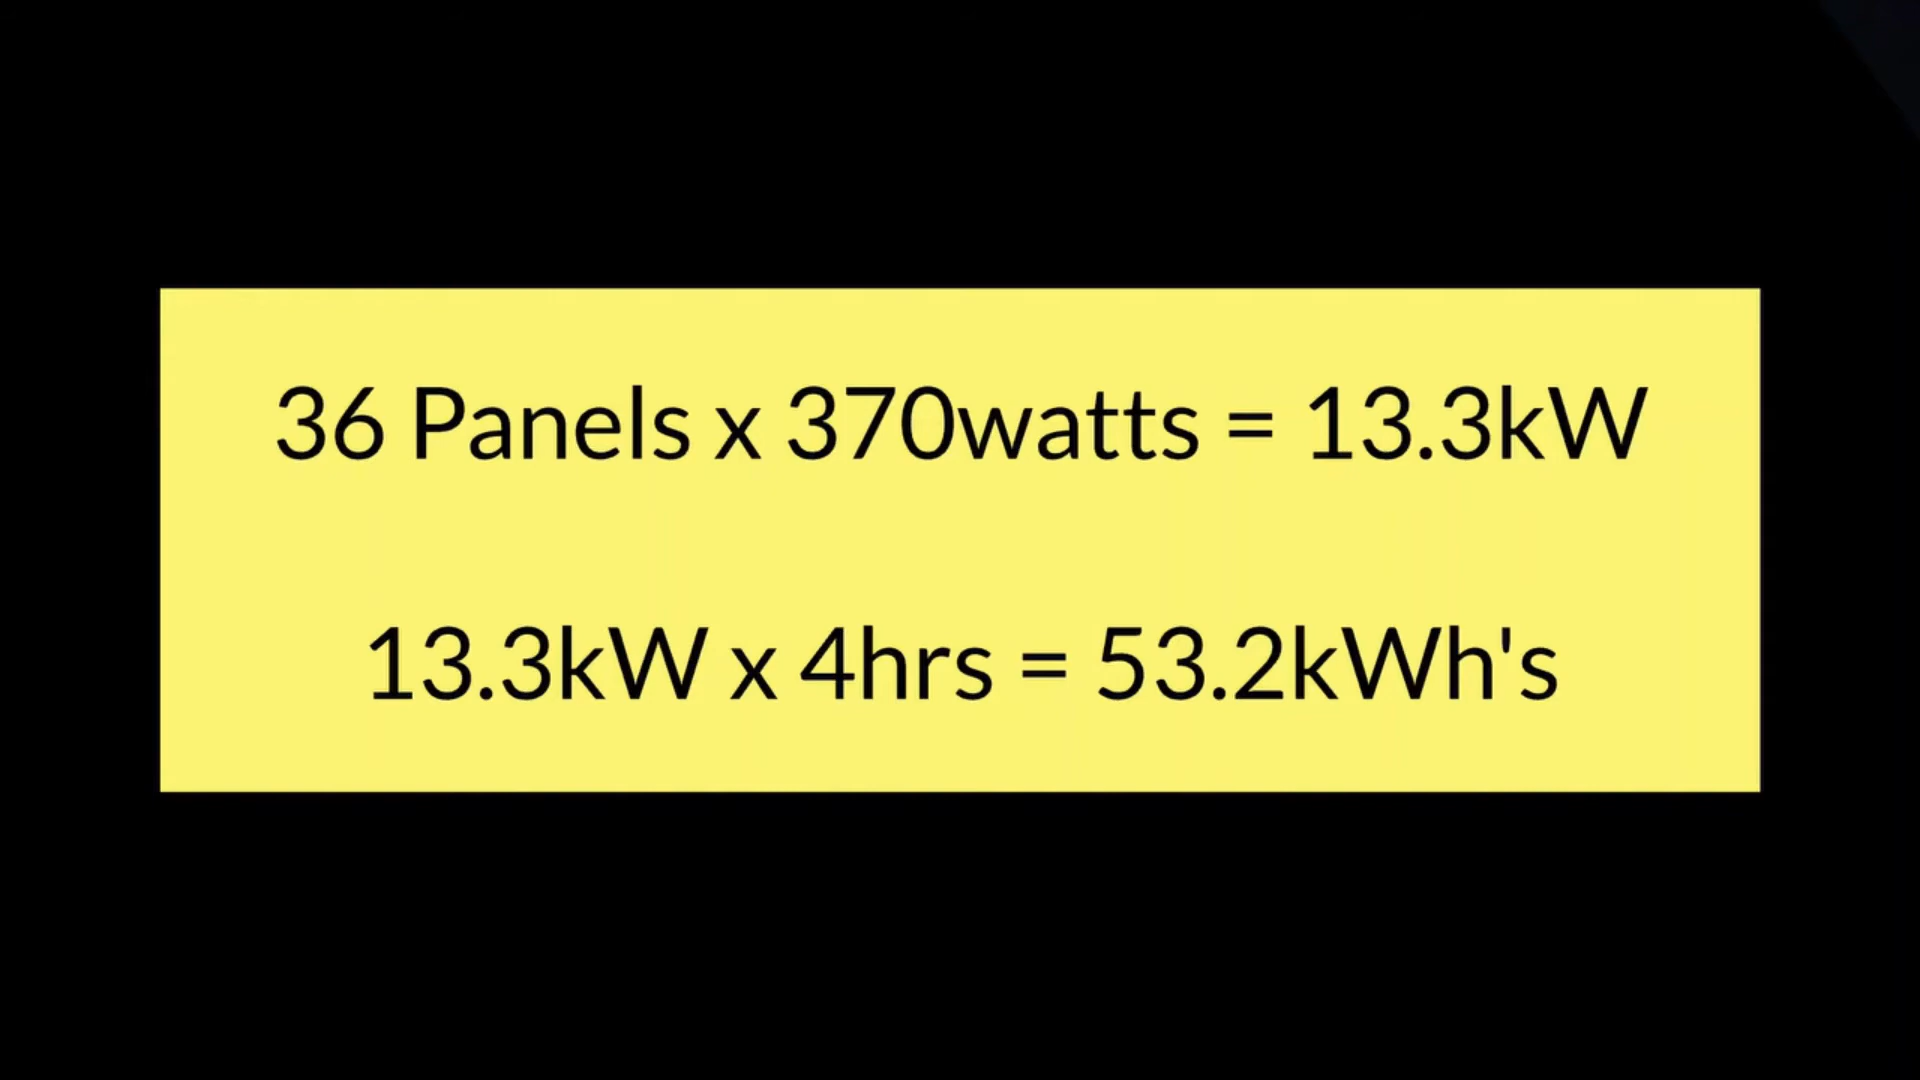 36 Panels x 370watts = 13.3kW
13.3kW x 4hrs = 53.2kWh's